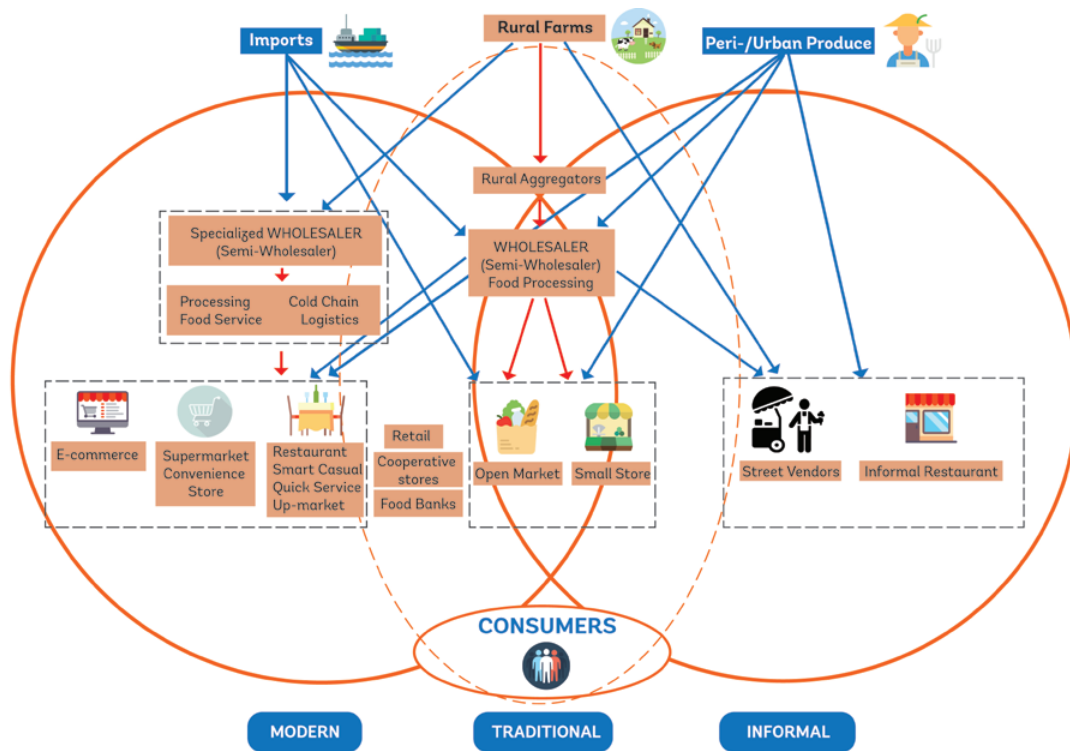 Imports
Rural Farms
Peri-/Urban Produce
Rural Aggregators
Specialized WHOLESALER
(Semi-Wholesaler)
WHOLESALER
(Semi-Wholesaler)
Food Processing
Processing
Food Service
Cold Chain
Logistics
E-commerce
Supermarket
Convenience
Store
Restaurant
Smart Casual
Quick Service
Up-market
Retail
Cooperative
stores
Food Banks
Open Market
Small Store
Street Vendors
Informal Restaurant
CONSUMERS
MODERN
TRADITIONAL
INFORMAL